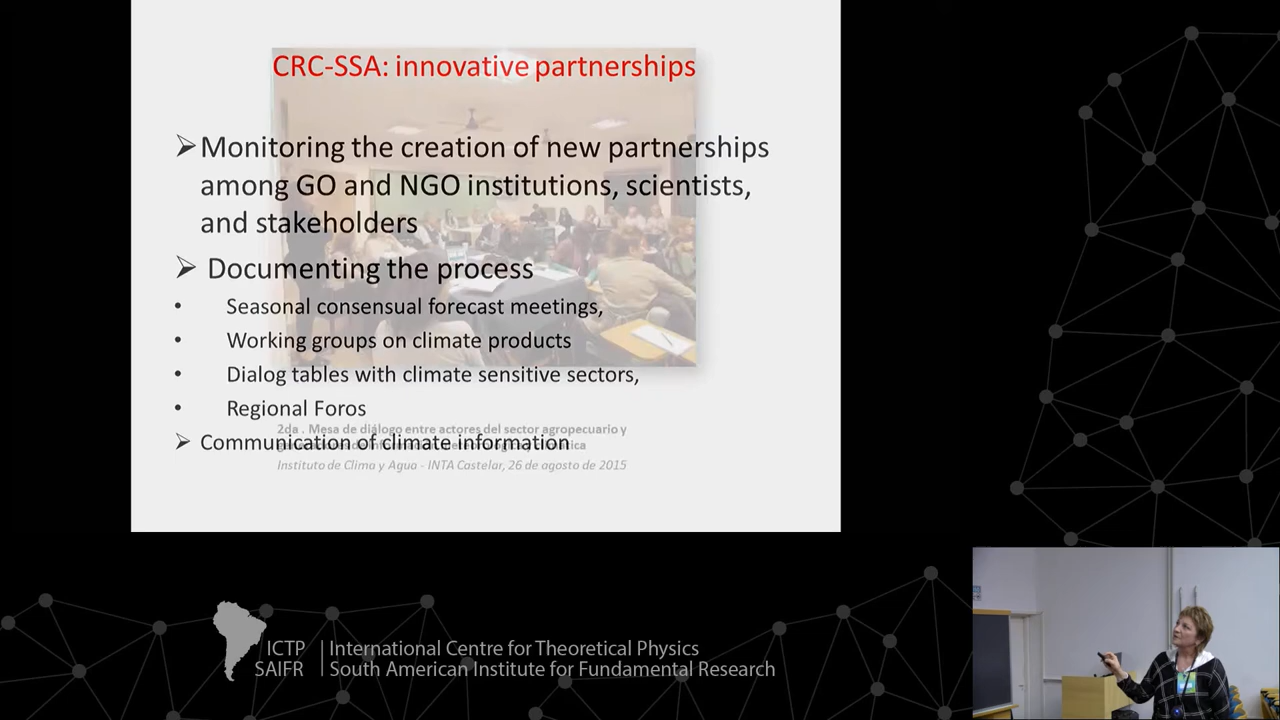 CRC-SSA: innovative partnerships
➢Monitoring the creation of new partnerships
among GO and NGO institutions, scientists,
and stakeholders
➢ Documenting the process
• Seasonal consensual forecast meetings,
• Working groups on climate products
• Dialog tables with climate sensitive sectors,
• Regional Foros
2da . Mesa de diálogo entre actores del sector agropecuario y
➢ Communication of climate information
Instituto de Clima y Agua - INTA Castelar, 26 de agosto de 2015
ICTP International Centre for Theoretical Physics
SAIFR South American Institute for Fundamental Research